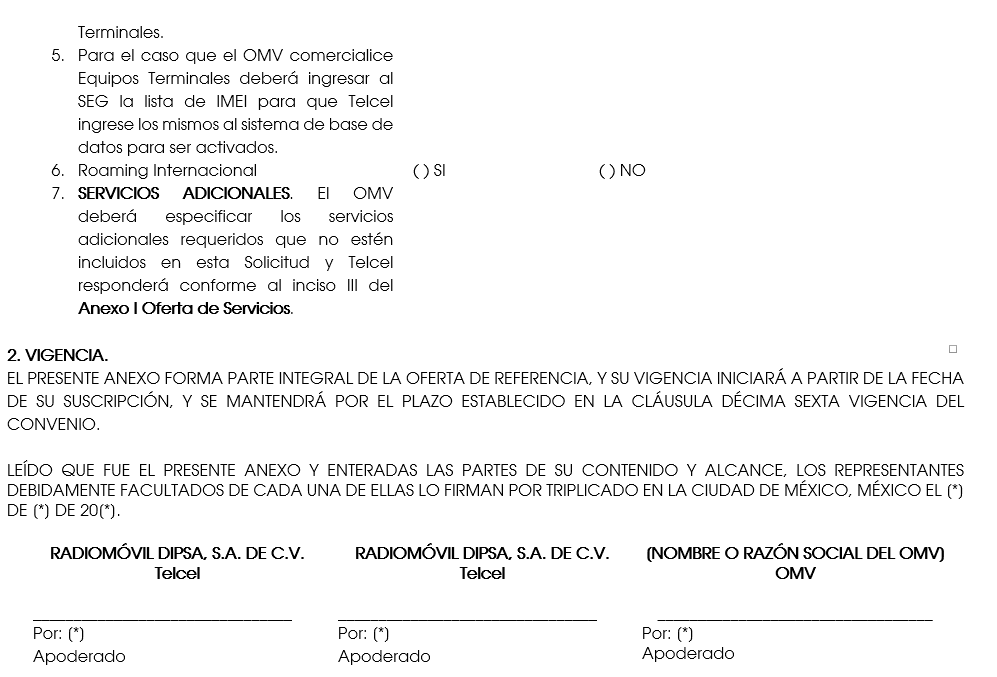 Terminales.
5. Para el caso que el OMV comercialice
Equipos Terminales deberá ingresar al
SEG la lista de IMEI para que Telcel
ingrese los mismos al sistema de base de
datos para ser activados.
6. Roaming Internacional ( ) SI ( ) NO
7. SERVICIOS ADICIONALES. El OMV
deberá especificar los servicios
adicionales requeridos que no estén
incluidos en esta Solicitud y Telcel
responderá conforme al inciso III del
Anexo I Oferta de Servicios.
2. VIGENCIA.
EL PRESENTE ANEXO FORMA PARTE INTEGRAL DE LA OFERTA DE REFERENCIA, Y SU VIGENCIA INICIARÁ A PARTIR DE LA FECHA
DE SU SUSCRIPCIÓN, Y SE MANTENDRÁ POR EL PLAZO ESTABLECIDO EN LA CLÁUSULA DÉCIMA SEXTA VIGENCIA DEL
CONVENIO.
LEÍDO QUE FUE EL PRESENTE ANEXO Y ENTERADAS LAS PARTES DE SU CONTENIDO Y ALCANCE, LOS REPRESENTANTES
DEBIDAMENTE FACULTADOS DE CADA UNA DE ELLAS LO FIRMAN POR TRIPLICADO EN LA CIUDAD DE MÉXICO, MÉXICO EL (*)
DE (*) DE 20(*).
RADIOMÓVIL DIPSA, S.A. DE C.V. RADIOMÓVIL DIPSA, S.A. DE C.V. (NOMBRE O RAZÓN SOCIAL DEL OMV)
Telcel Telcel OMV
Por: (*) Por: (*) Por: (*)
Apoderado Apoderado Apoderado